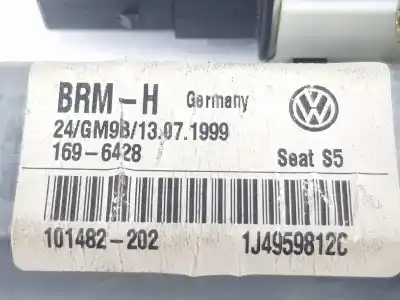 BRM-H Germany
24/GM9B/13.07.1999
169-6428 Seat S5
101482-202 1J4959812C